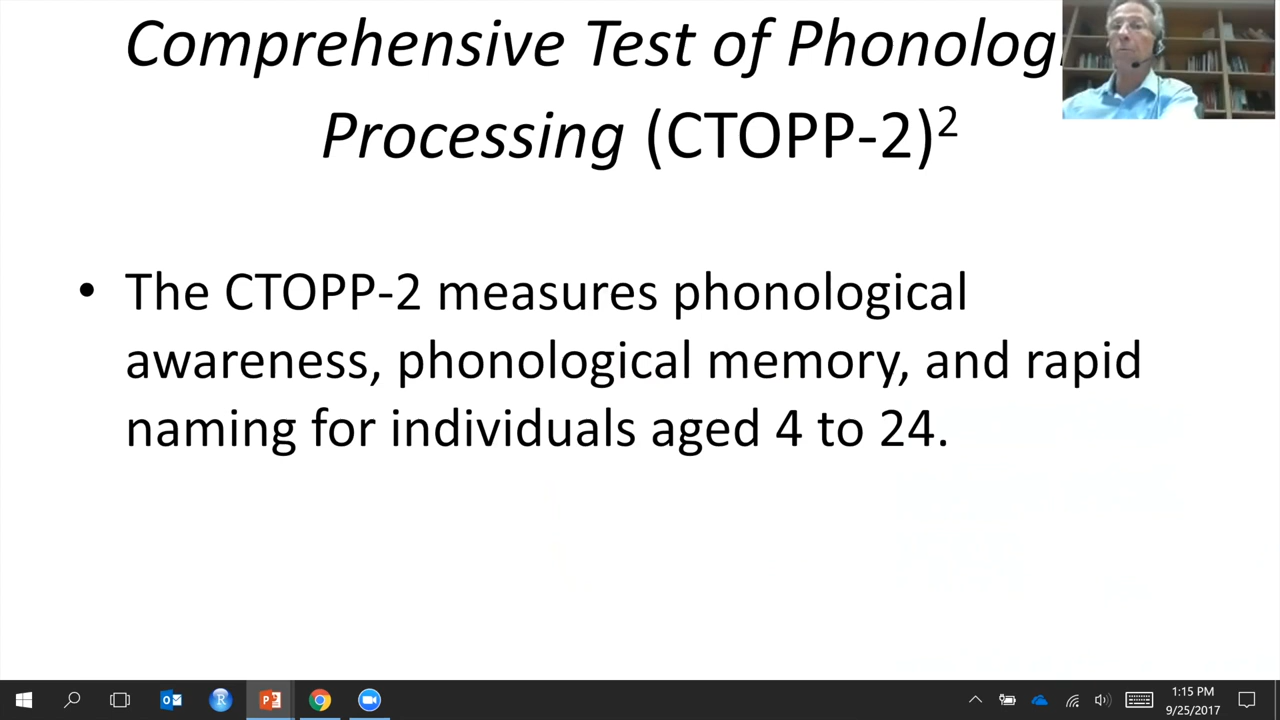 Comprehensive Test of Phonolog
Processing (CTOPP-2)²
• The CTOPP-2 measures phonological
awareness, phonological memory, and rapid
naming for individuals aged 4 to 24.
1:15 PM
9/25/2017